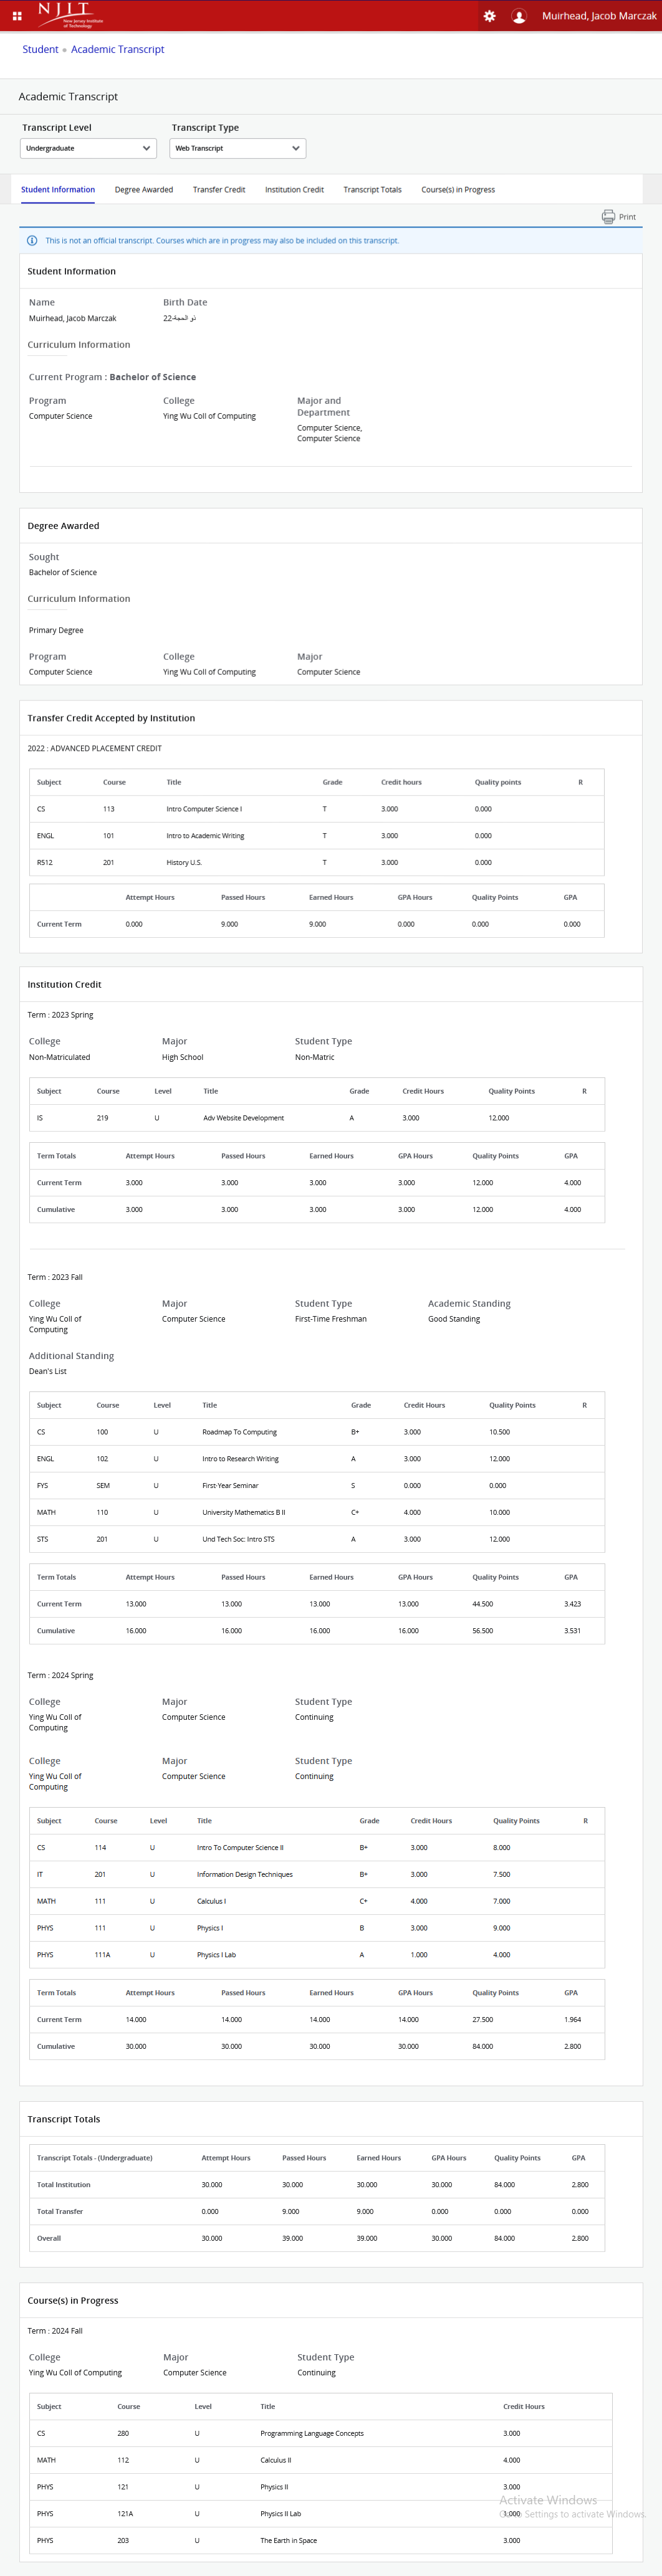 NJIT
New Jersey Institute
of Technology
Muirhead, Jacob Marczak
Student Academic Transcript
Academic Transcript
Transcript Level Transcript Type
Undergraduate Web Transcript
Student Information Degree Awarded Transfer Credit Institution Credit Transcript Totals Course(s) in Progress
Print
This is not an official transcript. Courses which are in progress may also be included on this transcript.
Student Information
Name Birth Date
Muirhead, Jacob Marczak 22-ذو الحجة
Curriculum Information
Current Program : Bachelor of Science
Program College Major and
Department
Computer Science Ying Wu Coll of Computing Computer Science,
Computer Science
Degree Awarded
Sought
Bachelor of Science
Curriculum Information
Primary Degree
Program College Major
Computer Science Ying Wu Coll of Computing Computer Science
Transfer Credit Accepted by Institution
2022 : ADVANCED PLACEMENT CREDIT
Subject Course Title Grade Credit hours Quality points R
CS 113 Intro Computer Science I T 3.000 0.000
ENGL 101 Intro to Academic Writing T 3.000 0.000
R512 201 History U.S. T 3.000 0.000
Attempt Hours Passed Hours Earned Hours GPA Hours Quality Points GPA
Current Term 0.000 9.000 9.000 0.000 0.000 0.000
Institution Credit
Term : 2023 Spring
College Major Student Type
Non-Matriculated High School Non-Matric
Subject Course Level Title Grade Credit Hours Quality Points R
IS 219 U Adv Website Development A 3.000 12.000
Term Totals Attempt Hours Passed Hours Earned Hours GPA Hours Quality Points GPA
Current Term 3.000 3.000 3.000 3.000 12.000 4.000
Cumulative 3.000 3.000 3.000 3.000 12.000 4.000
Term : 2023 Fall
College Major Student Type Academic Standing
Ying Wu Coll of Computer Science First-Time Freshman Good Standing
Computing
Additional Standing
Dean's List
Subject Course Level Title Grade Credit Hours Quality Points R
CS 100 U Roadmap To Computing B+ 3.000 10.500
ENGL 102 U Intro to Research Writing A 3.000 12.000
FYS SEM U First-Year Seminar S 0.000 0.000
MATH 110 U University Mathematics B II C+ 4.000 10.000
STS 201 U Und Tech Soc: Intro STS A 3.000 12.000
Term Totals Attempt Hours Passed Hours Earned Hours GPA Hours Quality Points GPA
Current Term 13.000 13.000 13.000 13.000 44.500 3.423
Cumulative 16.000 16.000 16.000 16.000 56.500 3.531
Term : 2024 Spring
College Major Student Type
Ying Wu Coll of Computer Science Continuing
Computing
College Major Student Type
Ying Wu Coll of Computer Science Continuing
Computing
Subject Course Level Title Grade Credit Hours Quality Points R
CS 114 U Intro To Computer Science II B+ 3.000 8.000
IT 201 U Information Design Techniques B+ 3.000 7.500
MATH 111 U Calculus I C+ 4.000 7.000
PHYS 111 U Physics I B 3.000 9.000
PHYS 111A U Physics I Lab A 1.000 4.000
Term Totals Attempt Hours Passed Hours Earned Hours GPA Hours Quality Points GPA
Current Term 14.000 14.000 14.000 14.000 27.500 1.964
Cumulative 30.000 30.000 30.000 30.000 84.000 2.800
Transcript Totals
Transcript Totals - (Undergraduate) Attempt Hours Passed Hours Earned Hours GPA Hours Quality Points GPA
Total Institution 30.000 30.000 30.000 30.000 84.000 2.800
Total Transfer 0.000 9.000 9.000 0.000 0.000 0.000
Overall 30.000 39.000 39.000 30.000 84.000 2.800
Course(s) in Progress
Term : 2024 Fall
College Major Student Type
Ying Wu Coll of Computing Computer Science Continuing
Subject Course Level Title Credit Hours
CS 280 U Programming Language Concepts 3.000
MATH 112 U Calculus II 4.000
PHYS 121 U Physics II 3.000
Activate Windows
PHYS 121A U Physics II Lab 1.000
Settings to activate Windows.
PHYS 203 U The Earth in Space 3.000